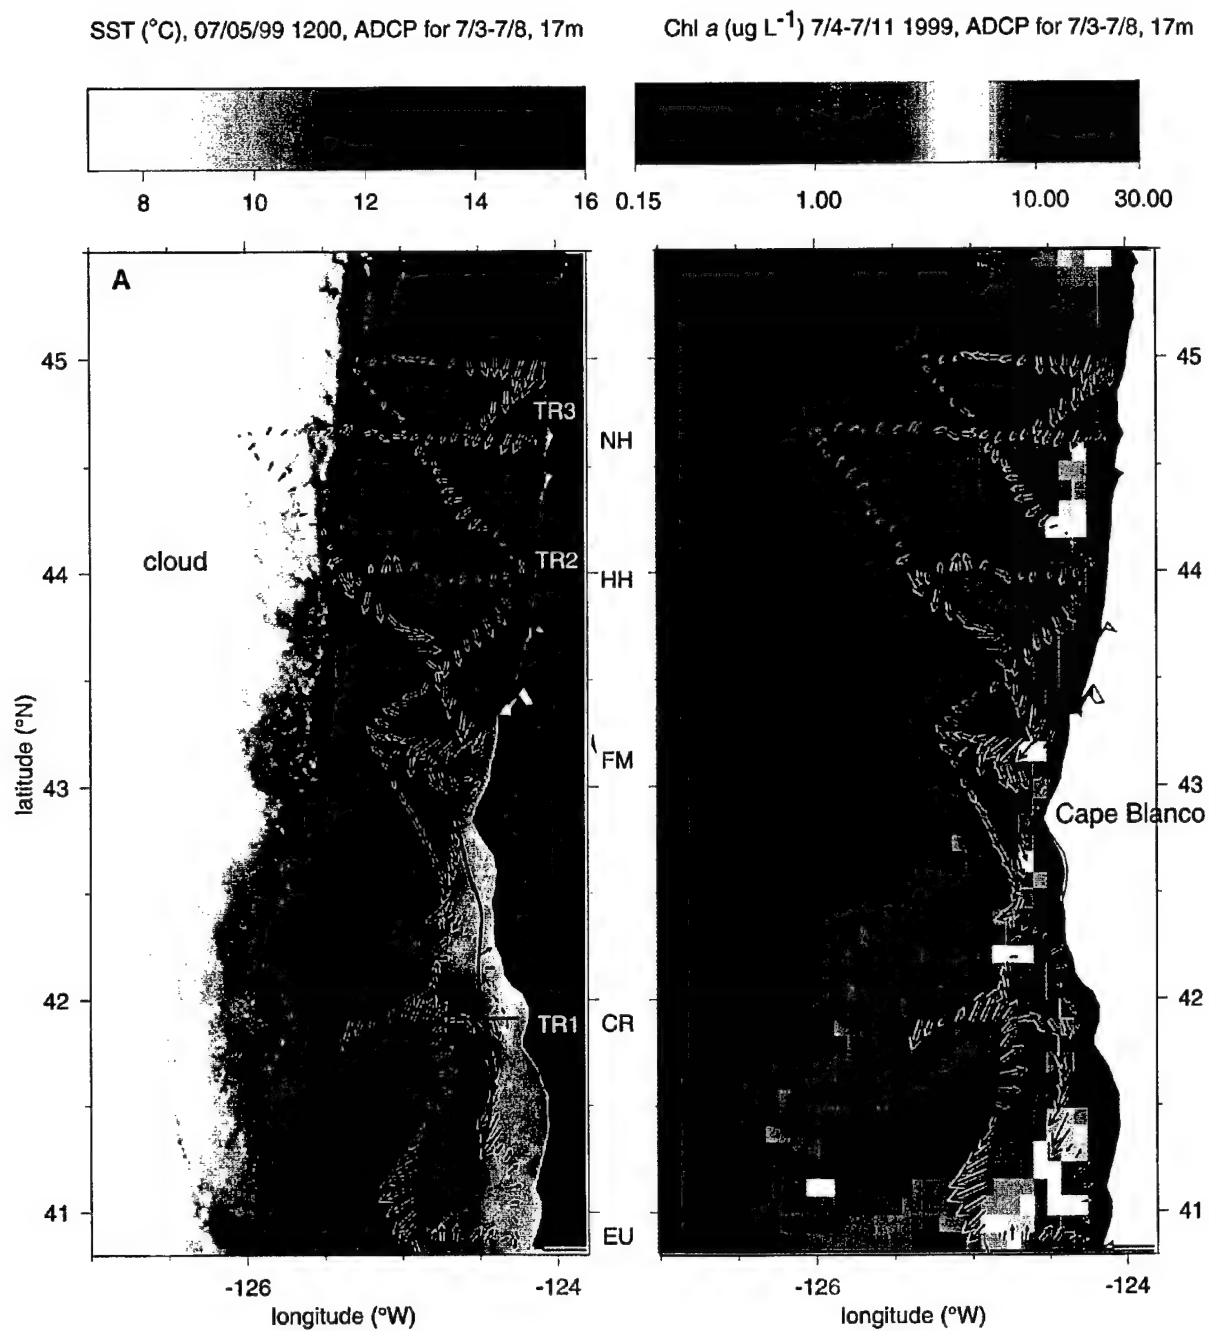 SST (°C), 07/05/99 1200, ADCP for 7/3-7/8, 17m
Chl a (ug L-1) 7/4-7/11 1999, ADCP for 7/3-7/8, 17m
8 10 12 14 16
0.15 1.00 10.00 30.00
A
45
TR3
NH
45
cloud
TR2
44
HH
44
latitude (°N)
43
FM
43
Cape Blanco
42
TR1
CR
42
41
EU
41
-126 -124
longitude (°W)
-126 -124
longitude (°W)